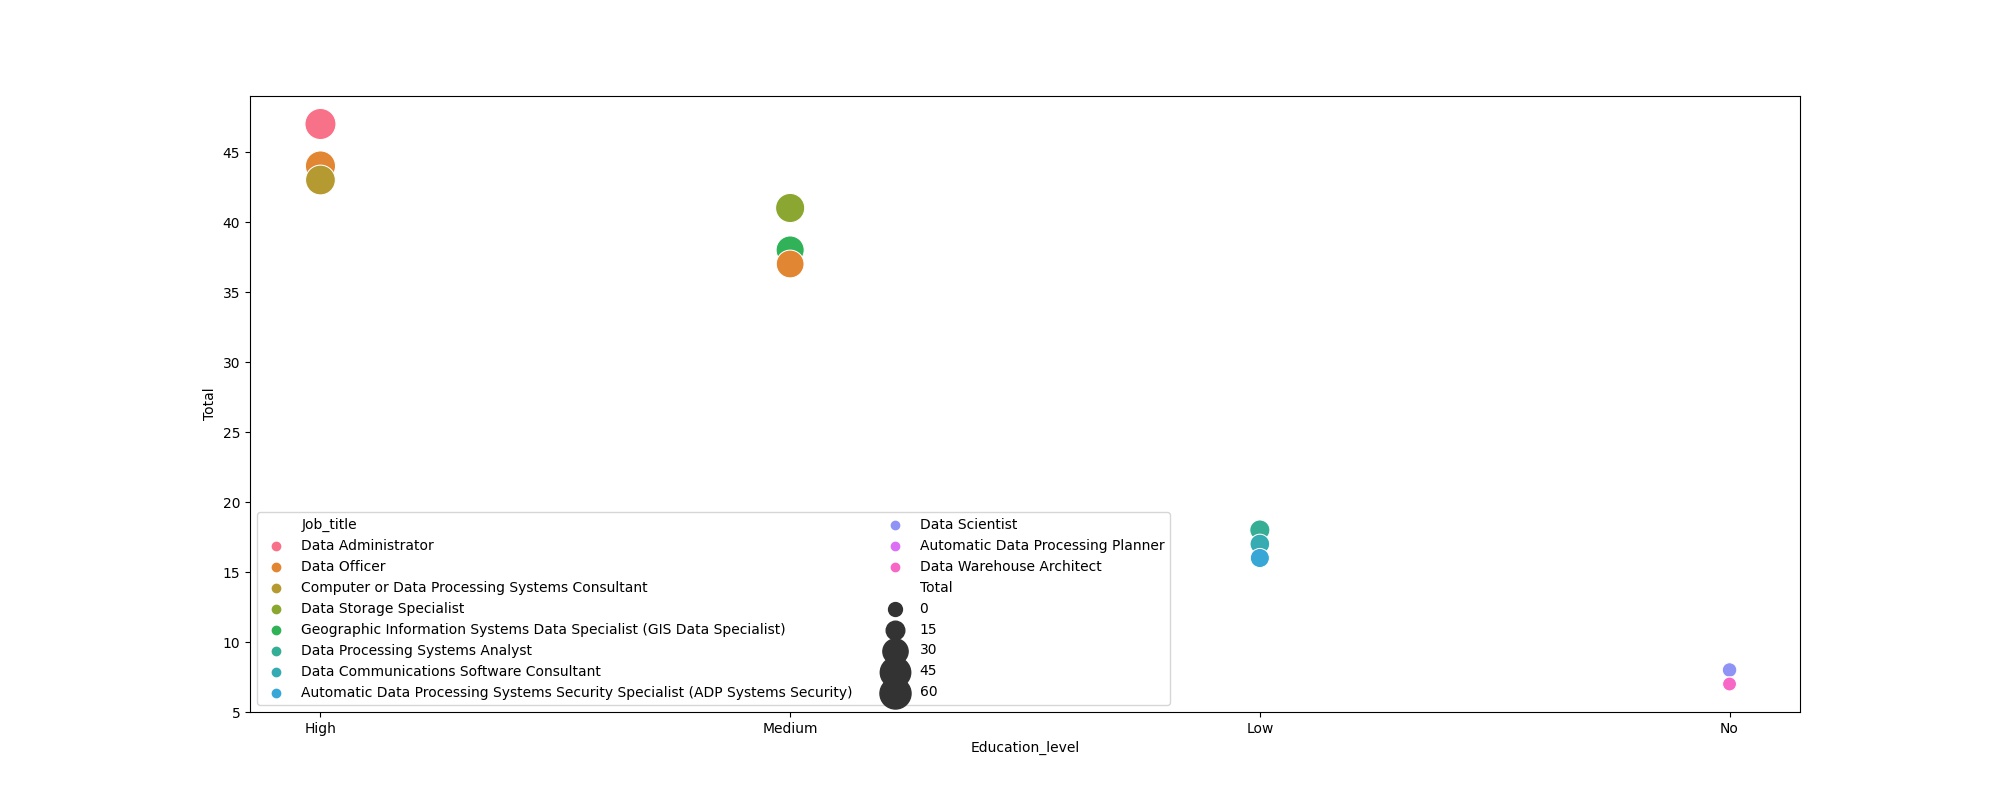 45
40
35
30
25
20
15
10
5
Total
Job_title
Data Administrator
Data Officer
Computer or Data Processing Systems Consultant
Data Storage Specialist
Geographic Information Systems Data Specialist (GIS Data Specialist)
Data Processing Systems Analyst
Data Communications Software Consultant
Automatic Data Processing Systems Security Specialist (ADP Systems Security)
Data Scientist
Automatic Data Processing Planner
Data Warehouse Architect
Total
0
15
30
45
60
High
Medium
Low
No
Education_level